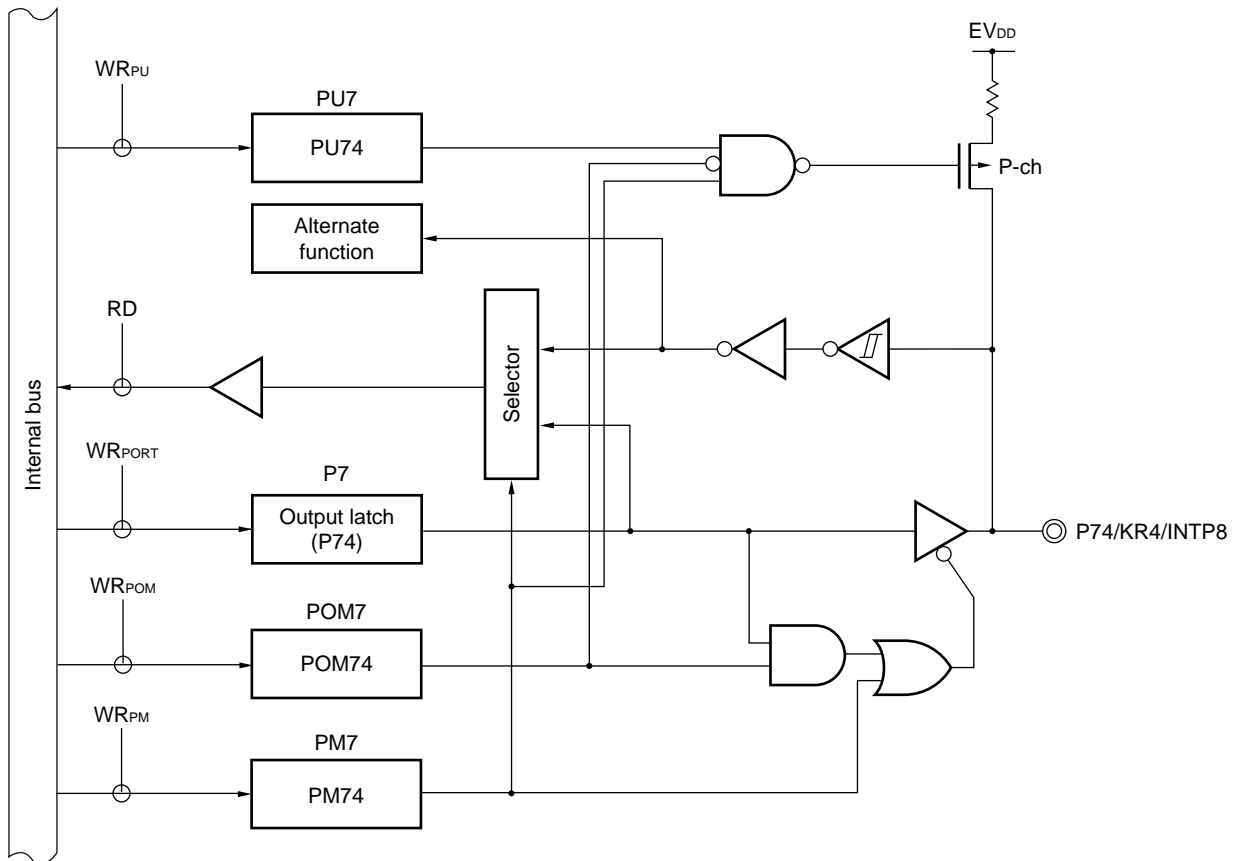 EVDD
WRPU
PU7
PU74
P-ch
Alternate
function
RD
Selector
Internal bus
WRPORT
P7
Output latch
(P74)
P74/KR4/INTP8
WRPOM
POM7
POM74
WRPM
PM7
PM74